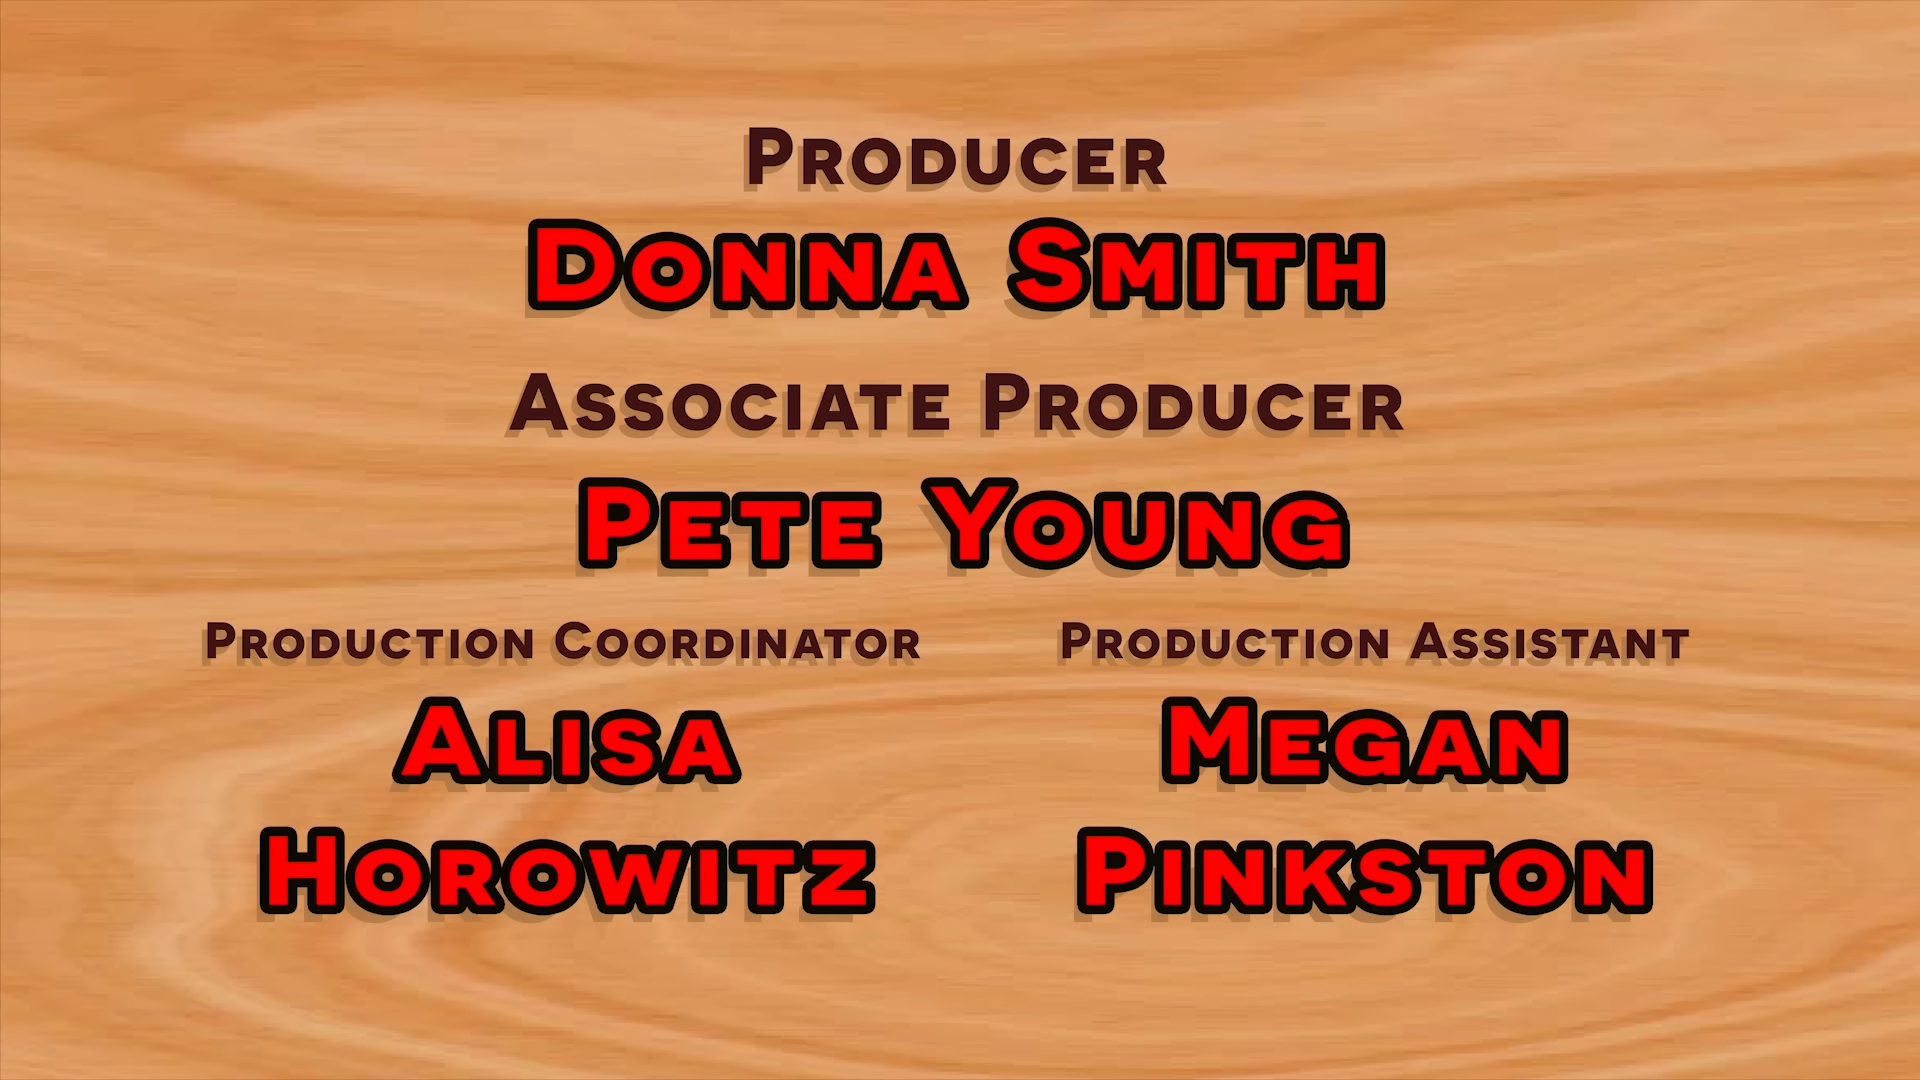 Producer
Donna Smith
Associate Producer
Pete Young
Production Coordinator
Alisa
Horowitz
Production Assistant
Megan
Pinkston